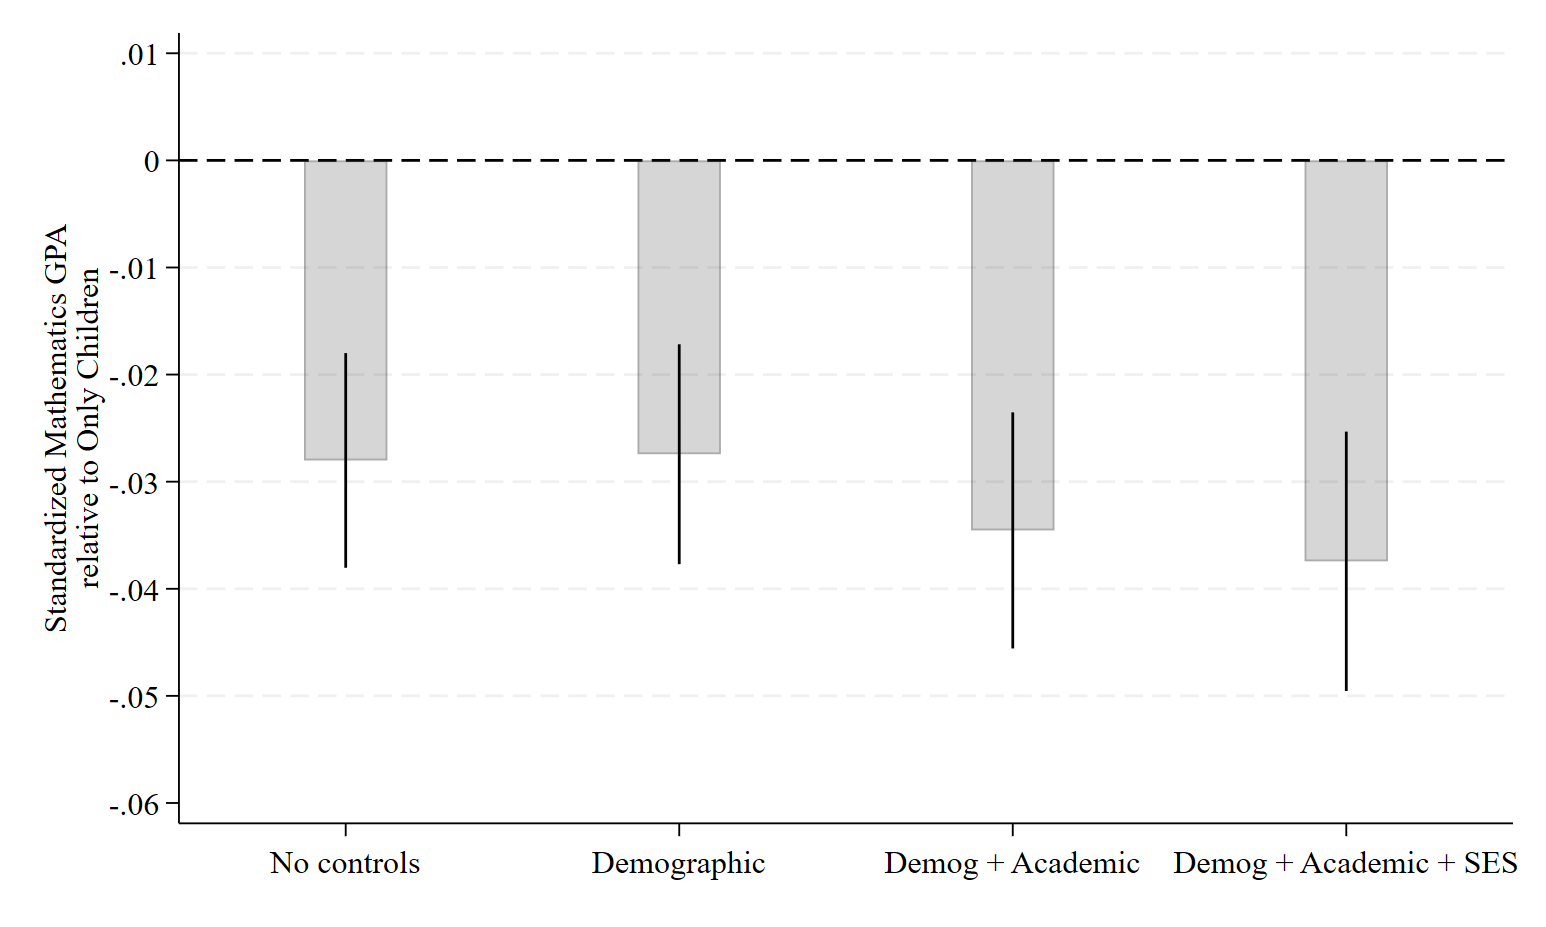 Standardized Mathematics GPA
relative to Only Children
.01
0
-.01
-.02
-.03
-.04
-.05
-.06
No controls
Demographic
Demog + Academic
Demog + Academic + SES